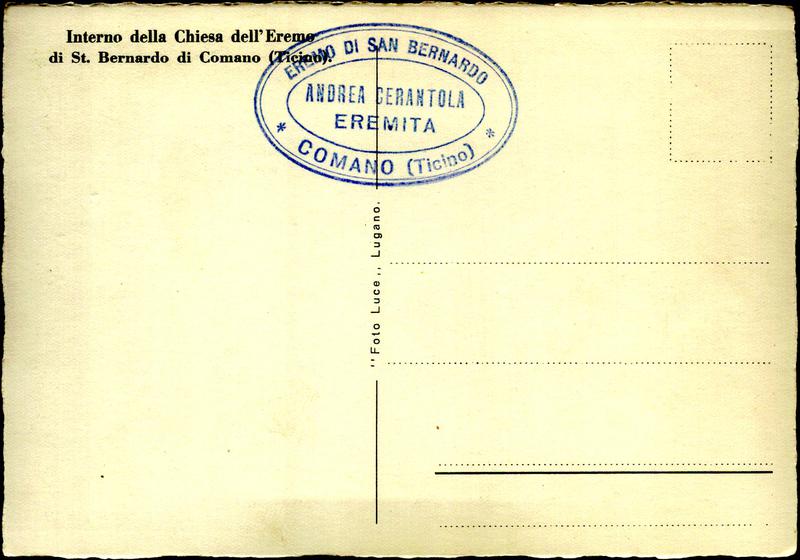 Interno della Chiesa dell'Eremo
di St. Bernardo di Comano (Ticino).
EREMO DI SAN BERNARDO
ANDREA CERANTOLA
EREMITA
* COMANO (Ticino) *
"Foto Luce„ Lugano.